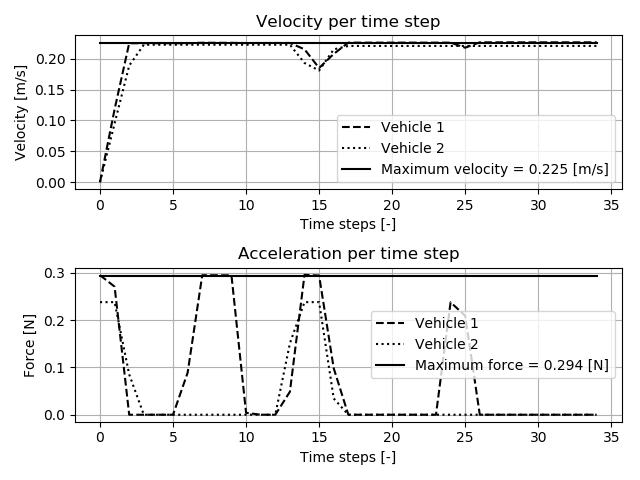 Velocity per time step
Velocity [m/s]
0.20
0.15
0.10
0.05
0.00
Vehicle 1
Vehicle 2
Maximum velocity = 0.225 [m/s]
0 5 10 15 20 25 30 35
Time steps [-]
Acceleration per time step
Force [N]
0.3
0.2
0.1
0.0
Vehicle 1
Vehicle 2
Maximum force = 0.294 [N]
0 5 10 15 20 25 30 35
Time steps [-]